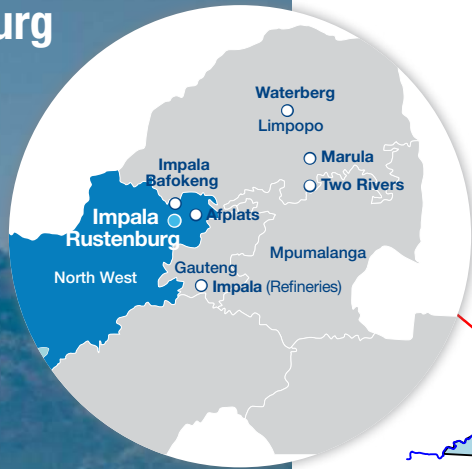 urg
Waterberg
Limpopo
Marula
Impala
Bafokeng
Two Rivers
Impala
Rustenburg
Afplats
Mpumalanga
North West
Gauteng
Impala (Refineries)